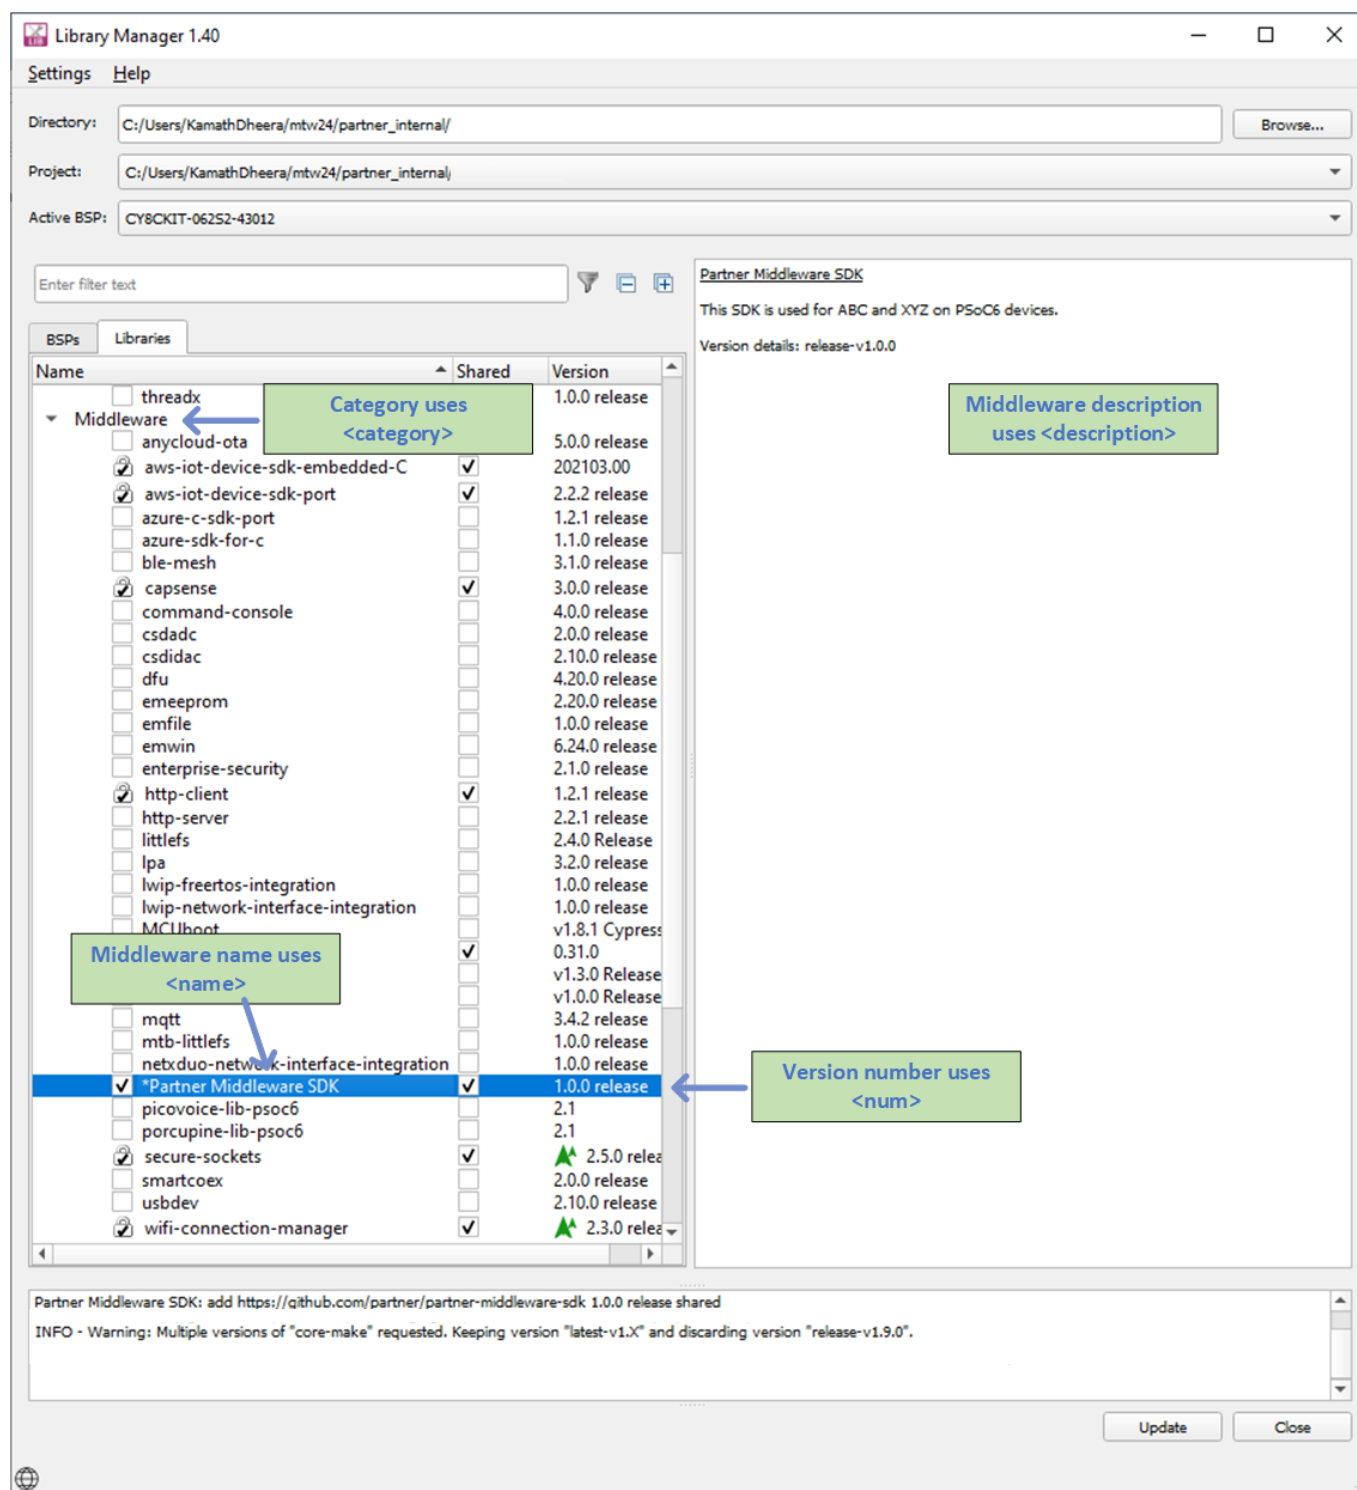 Library Manager 1.40
Settings Help
Directory: C:/Users/KamathDheera/mtw24/partner_internal/ Browse...
Project: C:/Users/KamathDheera/mtw24/partner_internal/
Active BSP: CY8CKIT-062S2-43012
Enter filter text
BSPs Libraries
Name Shared Version
threadx 1.0.0 release
Middleware
Category uses
<category>
anycloud-ota 5.0.0 release
aws-iot-device-sdk-embedded-C 202103.00
aws-iot-device-sdk-port 2.2.2 release
azure-c-sdk-port 1.2.1 release
azure-sdk-for-c 1.1.0 release
ble-mesh 3.1.0 release
capsense 3.0.0 release
command-console 4.0.0 release
csdadc 2.0.0 release
csdidac 2.10.0 release
dfu 4.20.0 release
emeeprom 2.20.0 release
emfile 1.0.0 release
emwin 6.24.0 release
enterprise-security 2.1.0 release
http-client 1.2.1 release
http-server 2.2.1 release
littlefs 2.4.0 Release
lpa 3.2.0 release
lwip-freertos-integration 1.0.0 release
lwip-network-interface-integration 1.0.0 release
MCUboot v1.8.1 Cypress
0.31.0
v1.3.0 Release
v1.0.0 Release
Middleware name uses
<name>
mqtt 3.4.2 release
mtb-littlefs 1.0.0 release
netxduo-network-interface-integration 1.0.0 release
*Partner Middleware SDK 1.0.0 release
picovoice-lib-psoc6 2.1
porcupine-lib-psoc6 2.1
secure-sockets 2.5.0 relea
smartcoex 2.0.0 release
usbdev 2.10.0 release
wifi-connection-manager 2.3.0 relea
Partner Middleware SDK
This SDK is used for ABC and XYZ on PSoC6 devices.
Version details: release-v1.0.0
Middleware description
uses <description>
Version number uses
<num>
Partner Middleware SDK: add https://github.com/partner/partner-middleware-sdk 1.0.0 release shared
INFO - Warning: Multiple versions of "core-make" requested. Keeping version "latest-v1.X" and discarding version "release-v1.9.0".
Update Close